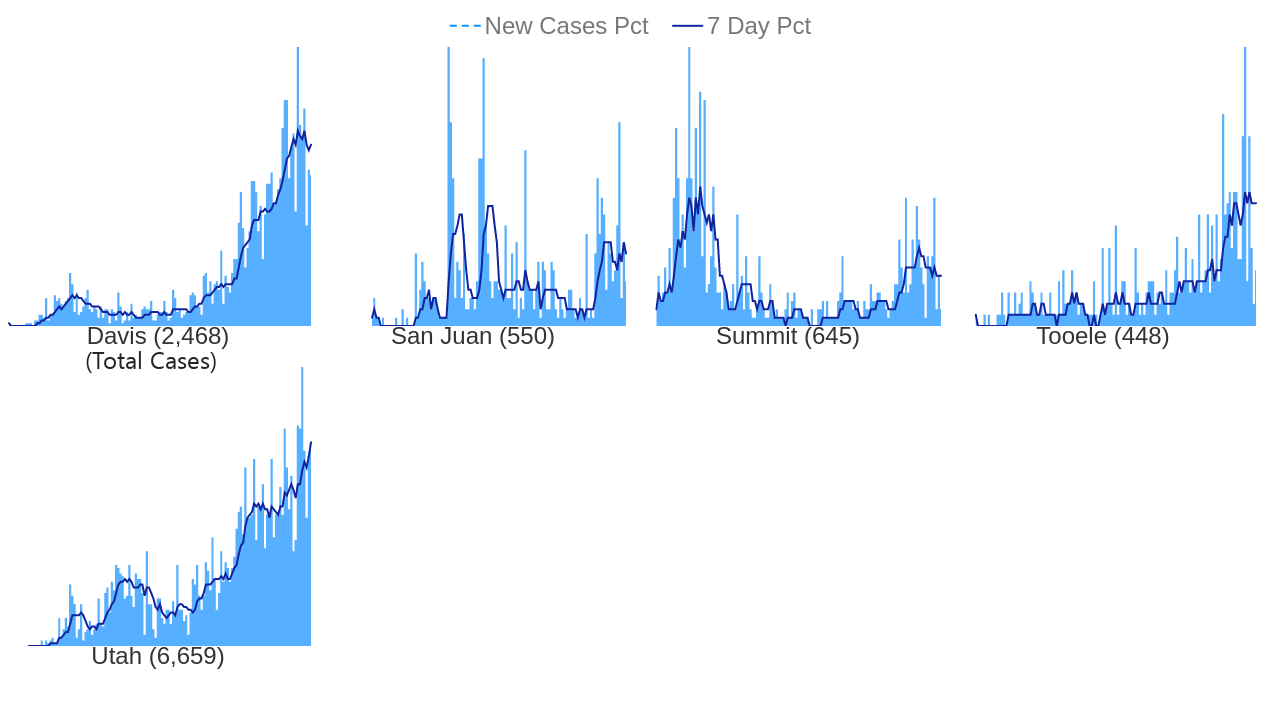 New Cases Pct 7 Day Pct
Davis (2,468) San Juan (550) Summit (645) Tooele (448)
(Total Cases)
Utah (6,659)